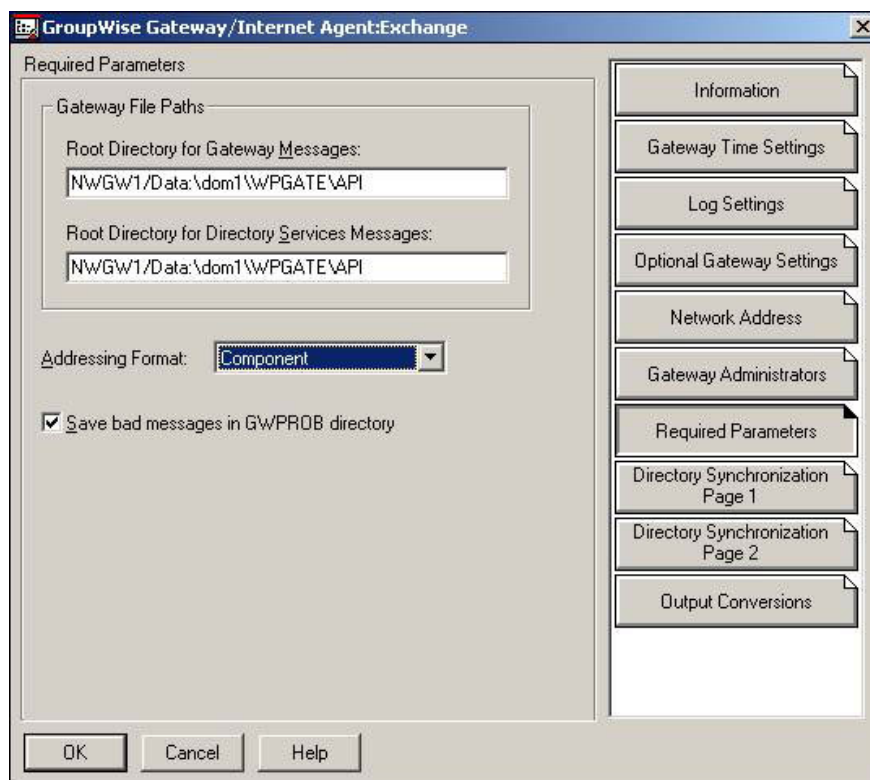 GroupWise Gateway/Internet Agent:Exchange
Required Parameters
Gateway File Paths
Root Directory for Gateway Messages:
NWGW1/Data:\dom1\WPGATE\API
Root Directory for Directory Services Messages:
NWGW1/Data:\dom1\WPGATE\API
Addressing Format:
Component
Save bad messages in GWPROB directory
Information
Gateway Time Settings
Log Settings
Optional Gateway Settings
Network Address
Gateway Administrators
Required Parameters
Directory Synchronization
Page 1
Directory Synchronization
Page 2
Output Conversions
OK
Cancel
Help